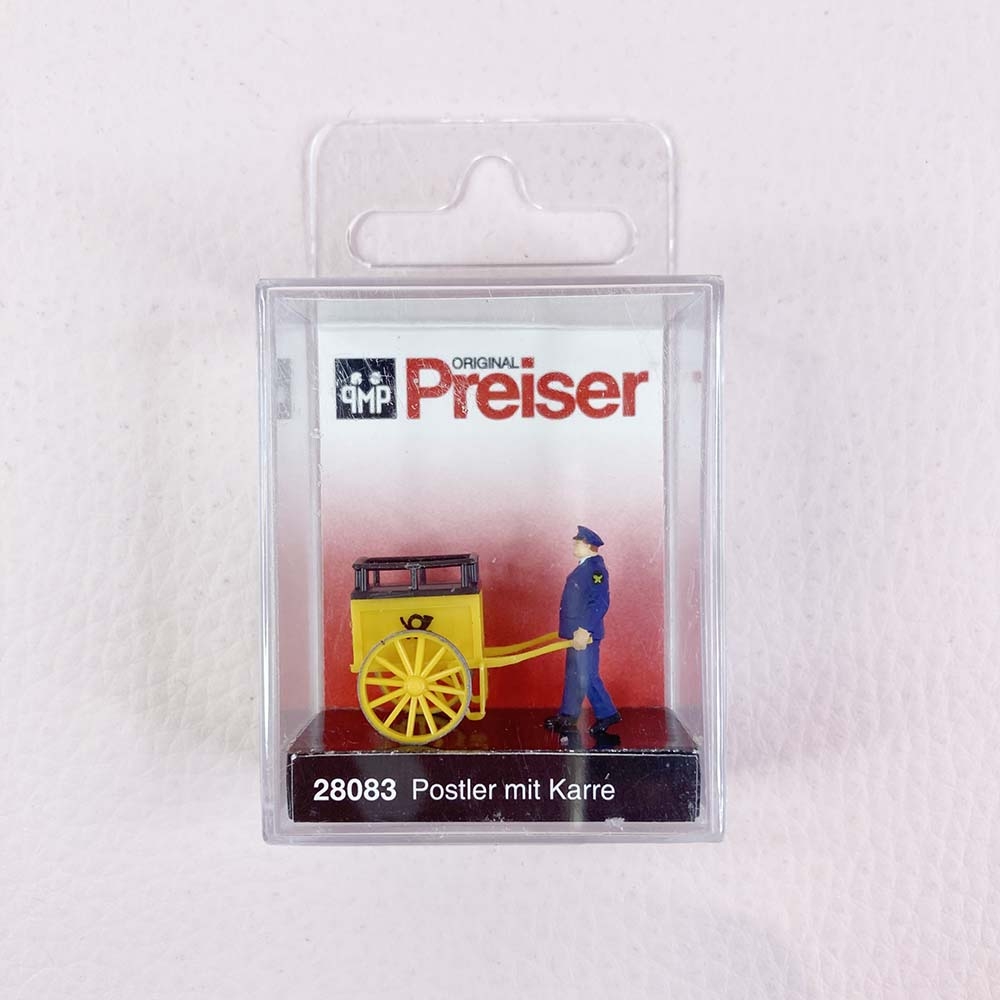 ORIGINAL
PMP Preiser
28083 Postler mit Karre